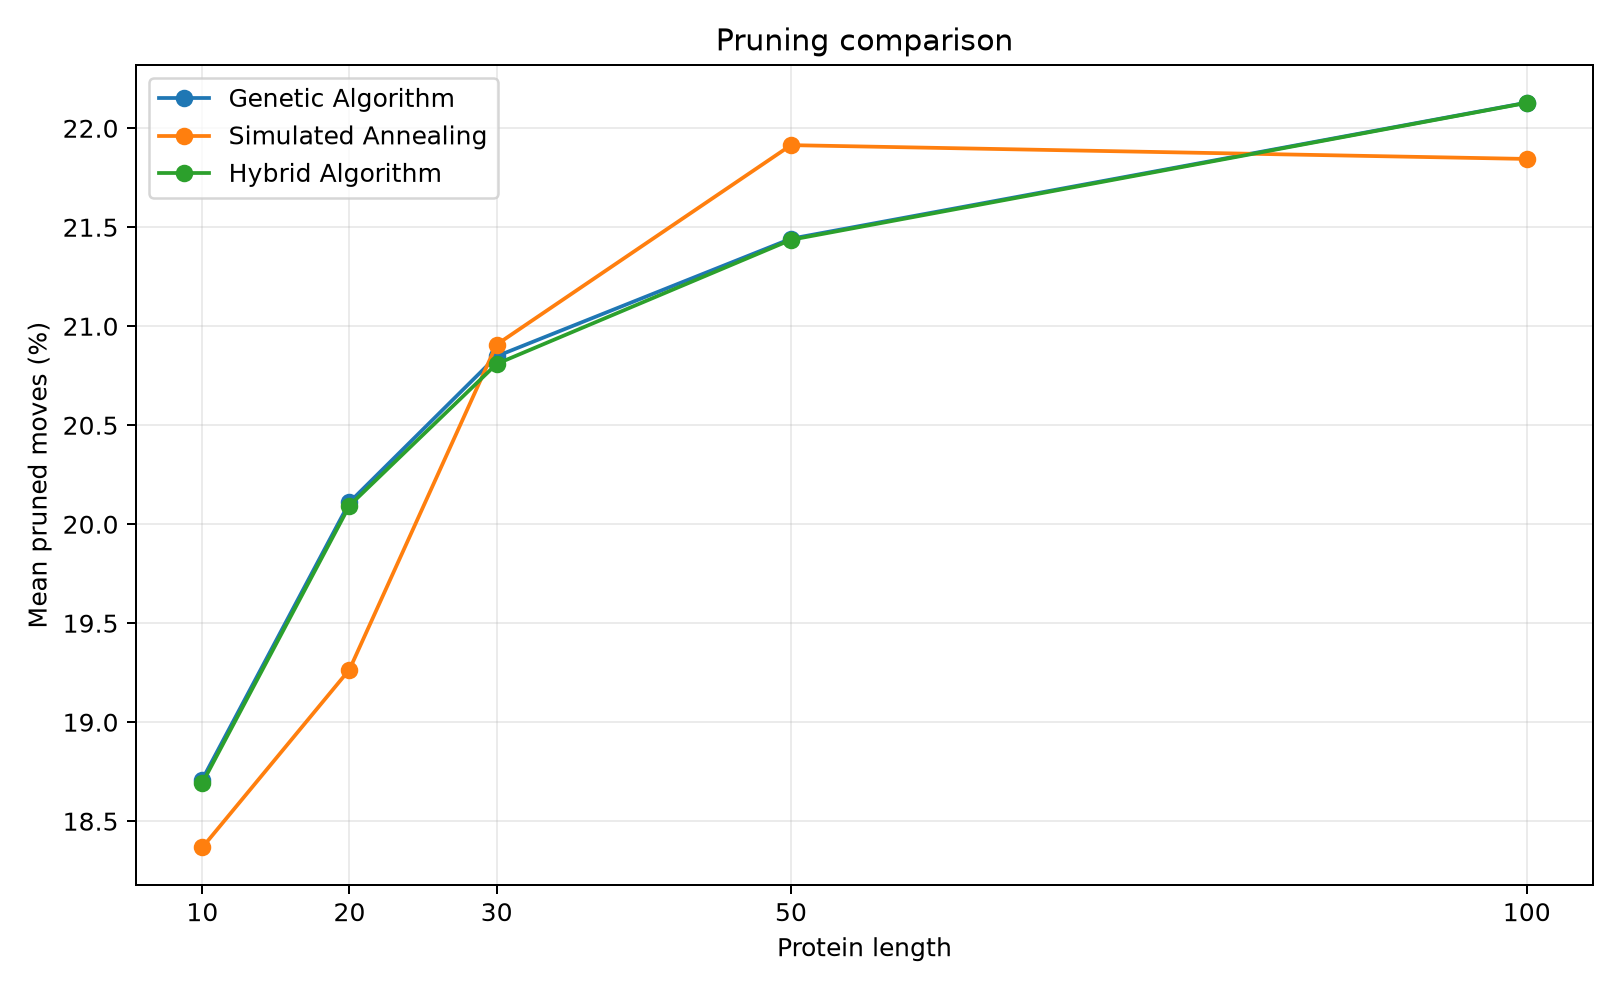 Pruning comparison
Genetic Algorithm
Simulated Annealing
Hybrid Algorithm
22.0
21.5
21.0
20.5
20.0
19.5
19.0
18.5
Mean pruned moves (%)
10 20 30 50 100
Protein length